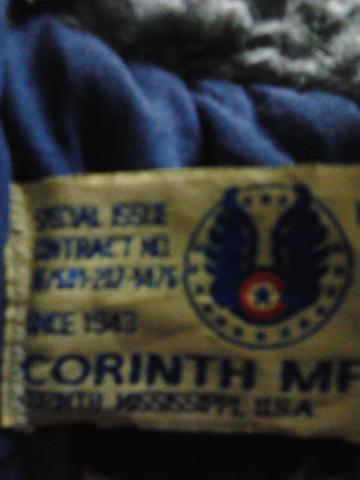 SPECIAL ISSUE
CONTRACT NO.
SINCE 1943
CORINTH MF
CORINTH, MISSISSIPPI, U.S.A